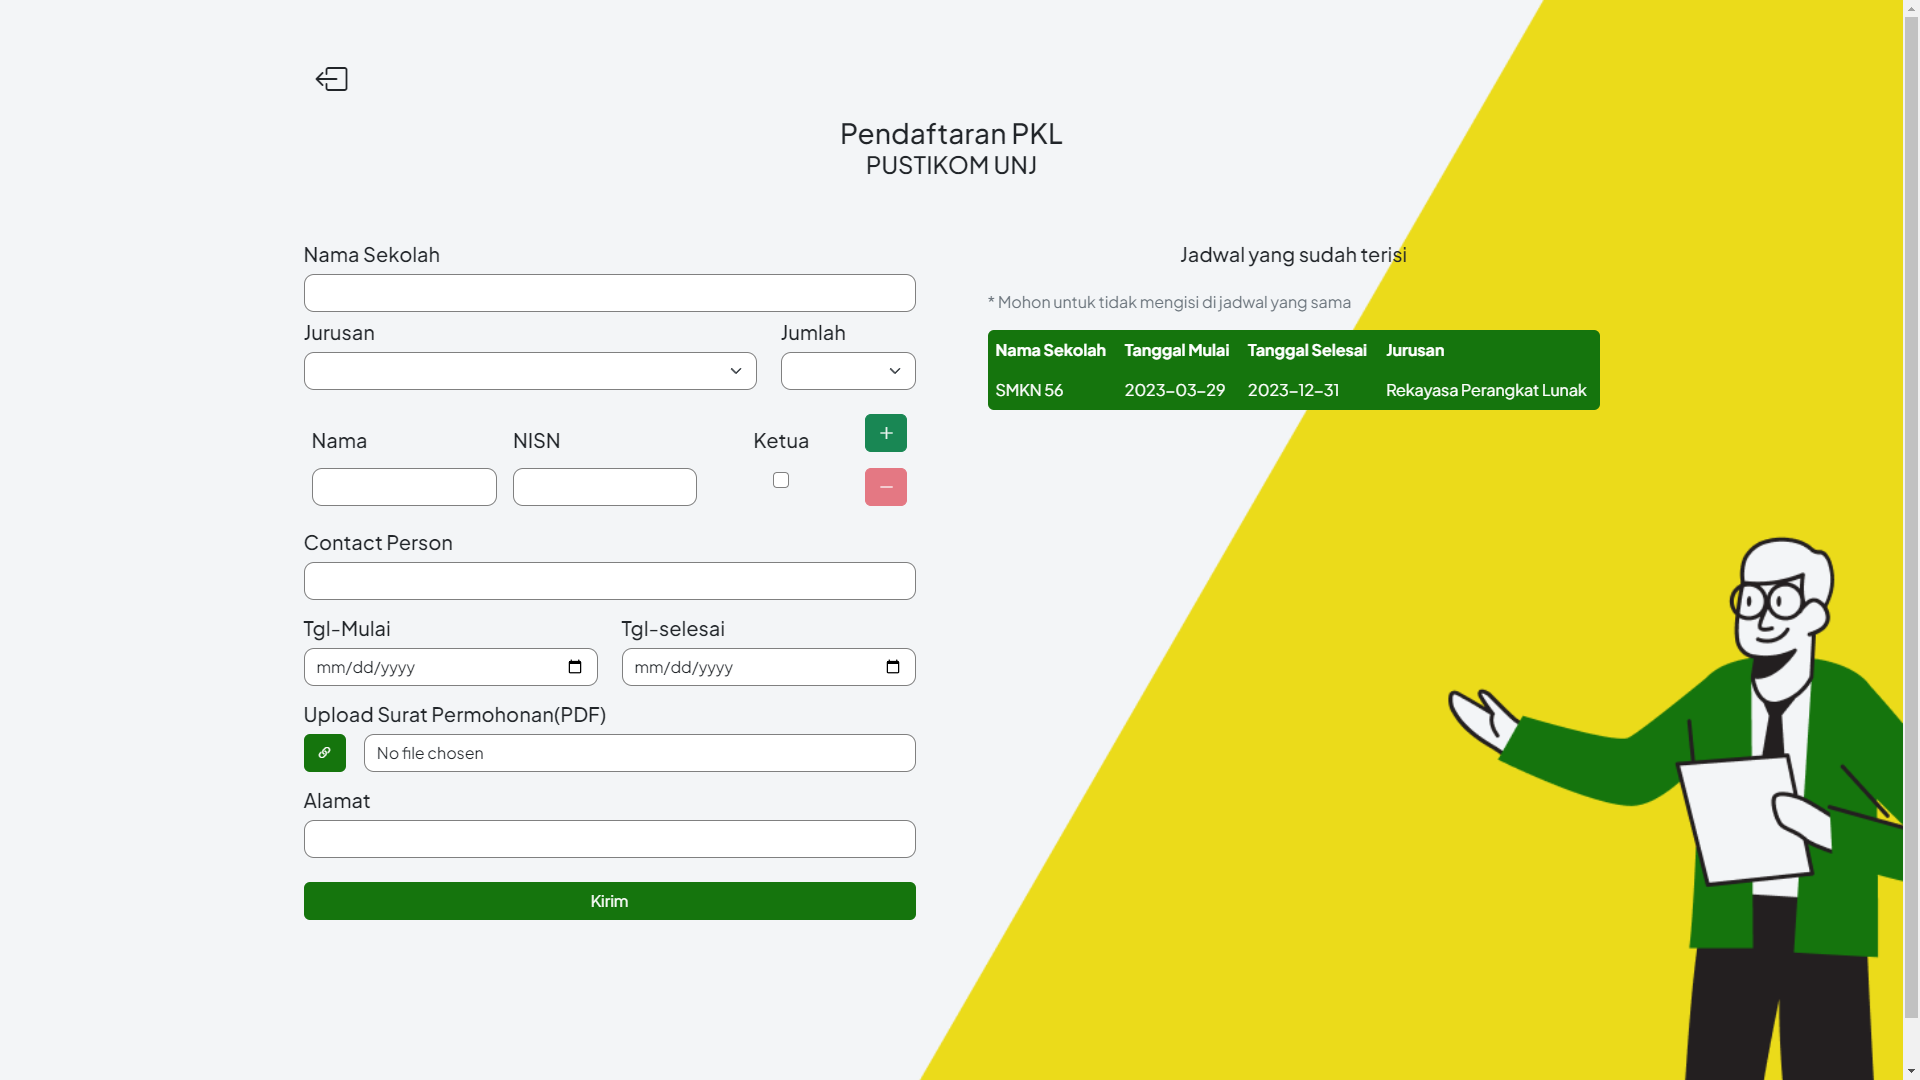 Pendaftaran PKL
PUSTIKOM UNJ
Nama Sekolah
Jurusan Jumlah
Nama NISN Ketua
+
−
Contact Person
Tgl-Mulai Tgl-selesai
mm/dd/yyyy mm/dd/yyyy
Upload Surat Permohonan(PDF)
No file chosen
Alamat
Kirim
Jadwal yang sudah terisi
* Mohon untuk tidak mengisi di jadwal yang sama
Nama Sekolah Tanggal Mulai Tanggal Selesai Jurusan
SMKN 56 2023-03-29 2023-12-31 Rekayasa Perangkat Lunak